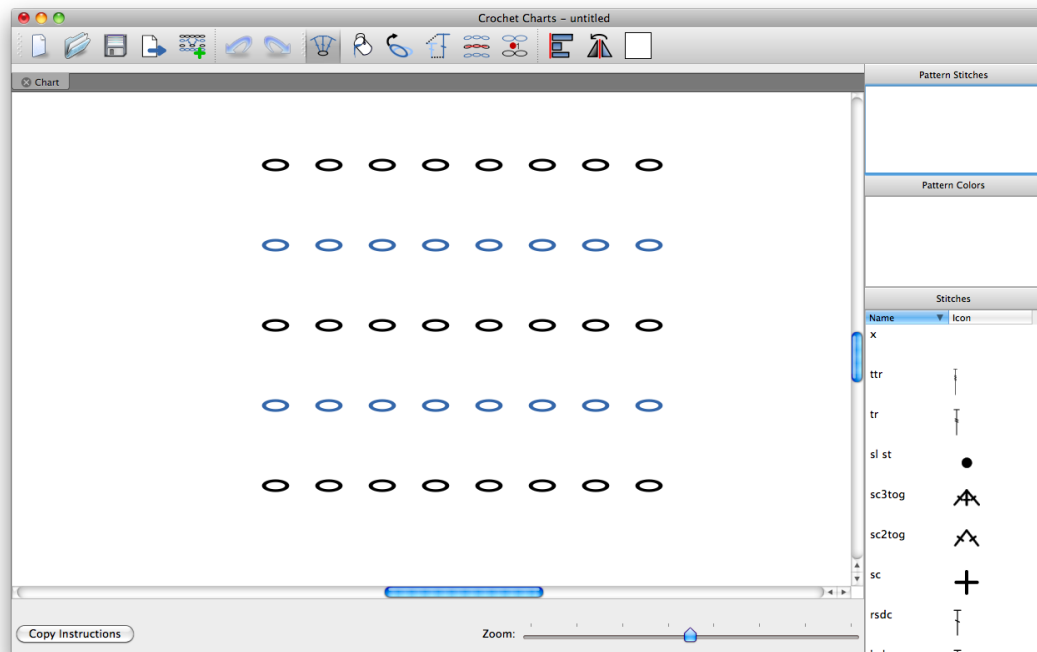 Crochet Charts – untitled
Chart
Pattern Stitches
Pattern Colors
Stitches
Name Icon
x
ttr
tr
sl st
sc3tog
sc2tog
sc
rsdc
Copy Instructions
Zoom: